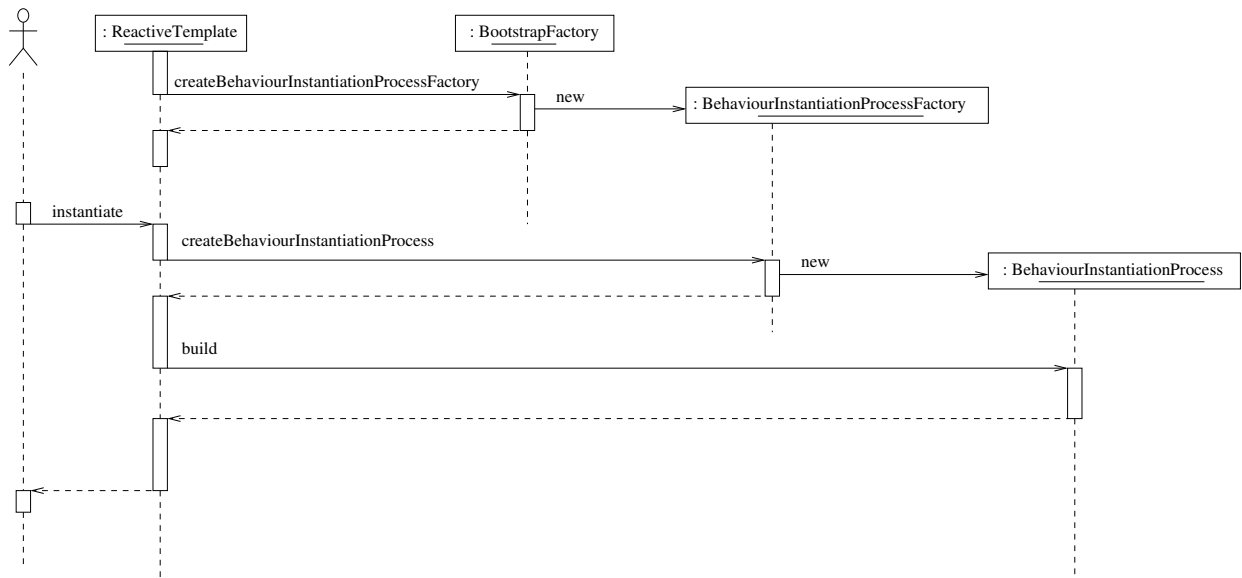 : ReactiveTemplate
: BootstrapFactory
createBehaviourInstantiationProcessFactory
new
: BehaviourInstantiationProcessFactory
instantiate
createBehaviourInstantiationProcess
new
: BehaviourInstantiationProcess
build